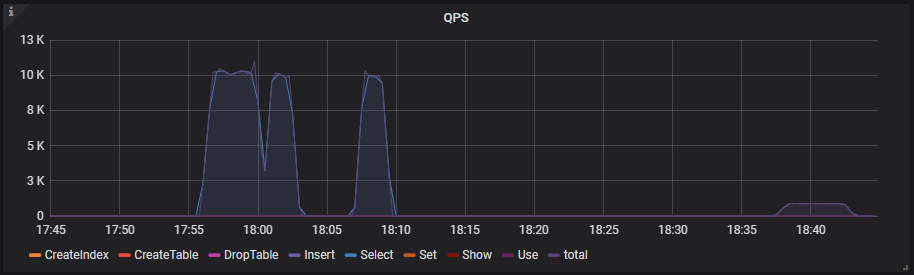 i
QPS
13 K
10 K
8 K
5 K
3 K
0
17:45 17:50 17:55 18:00 18:05 18:10 18:15 18:20 18:25 18:30 18:35 18:40
CreateIndex CreateTable DropTable Insert Select Set Show Use total